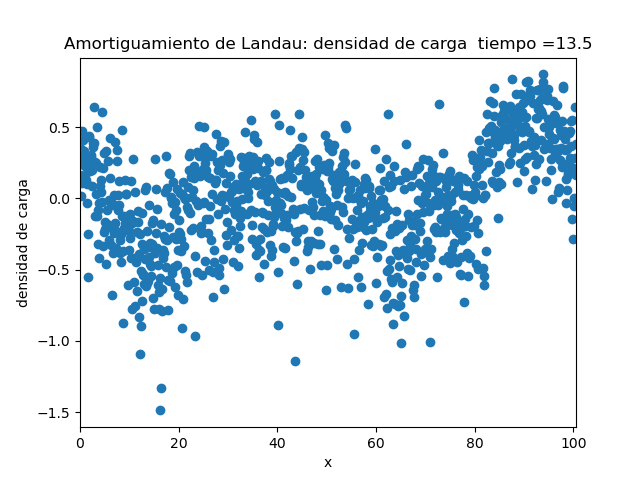 Amortiguamiento de Landau: densidad de carga  tiempo =13.5
densidad de carga
0.5
0.0
−0.5
−1.0
−1.5
0 20 40 60 80 100
x